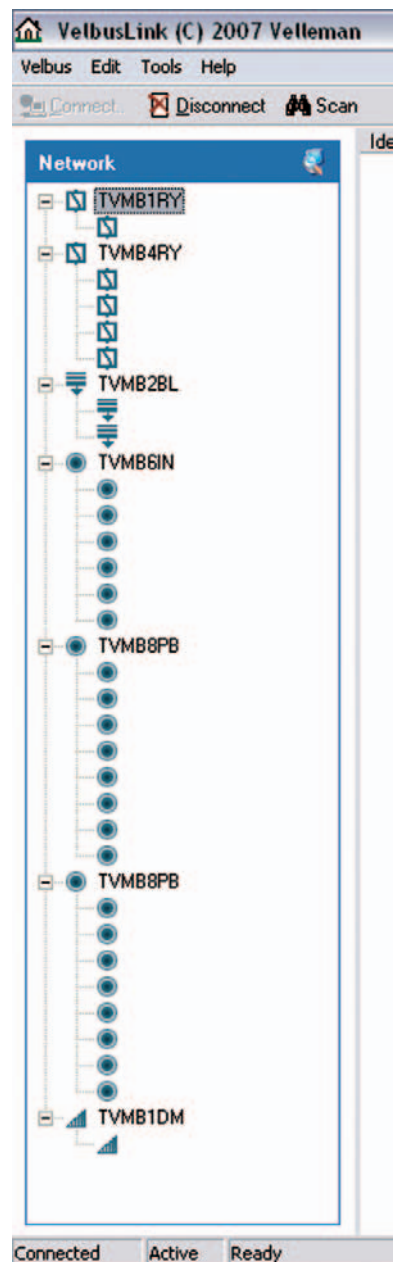 VelbusLink (C) 2007 Velleman
Velbus Edit Tools Help
Connect.. Disconnect Scan
Ide
Network
TVMB1RY
TVMB4RY
TVMB2BL
TVMB6IN
TVMB8PB
TVMB8PB
TVMB1DM
Connected Active Ready